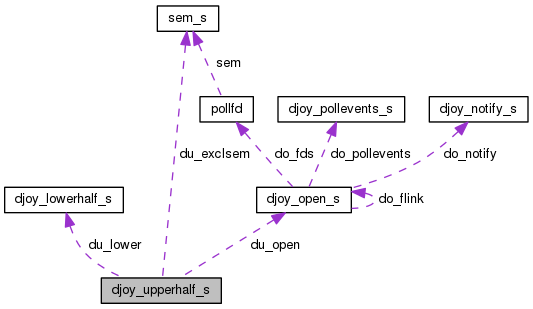 sem_s
sem
pollfd
djoy_pollevents_s
djoy_notify_s
du_exclsem
do_fds
do_pollevents
do_notify
djoy_lowerhalf_s
djoy_open_s
do_flink
du_lower
du_open
djoy_upperhalf_s